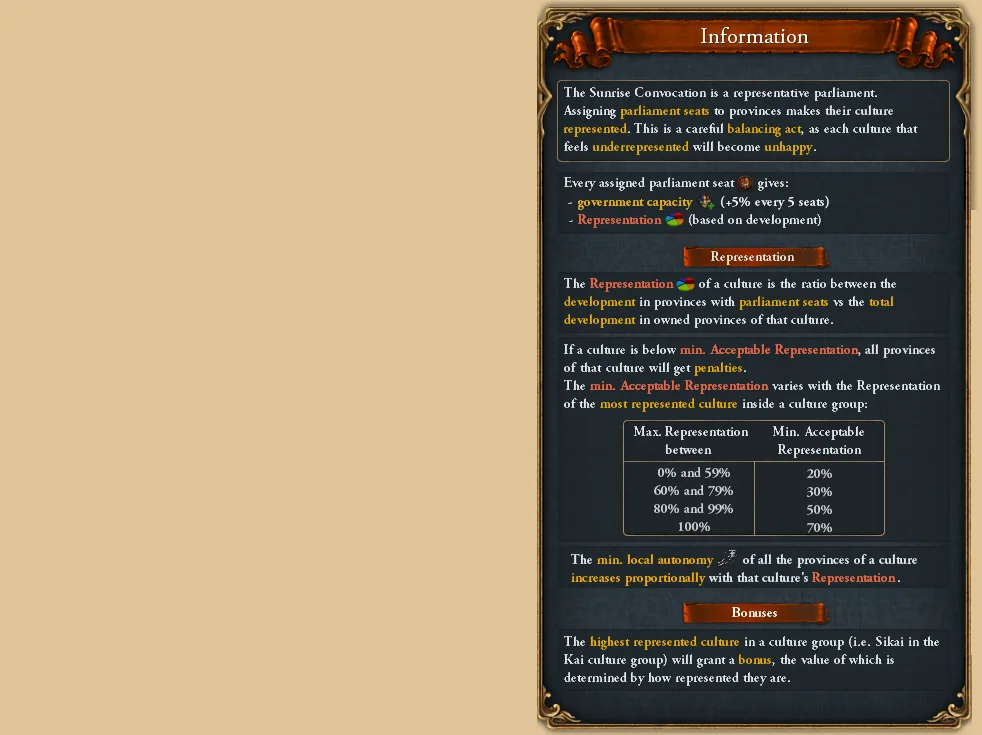 Information
The Sunrise Convocation is a representative parliament.
Assigning parliament seats to provinces makes their culture
represented. This is a careful balancing act, as each culture that
feels underrepresented will become unhappy.
Every assigned parliament seat gives:
- government capacity (+5% every 5 seats)
- Representation (based on development)
Representation
The Representation of a culture is the ratio between the
development in provinces with parliament seats vs the total
development in owned provinces of that culture.
If a culture is below min. Acceptable Representation, all provinces
of that culture will get penalties.
The min. Acceptable Representation varies with the Representation
of the most represented culture inside a culture group:
Max. Representation Min. Acceptable
between Representation
0% and 59% 20%
60% and 79% 30%
80% and 99% 50%
100% 70%
The min. local autonomy of all the provinces of a culture
increases proportionally with that culture's Representation.
Bonuses
The highest represented culture in a culture group (i.e. Sikai in the
Kai culture group) will grant a bonus, the value of which is
determined by how represented they are.